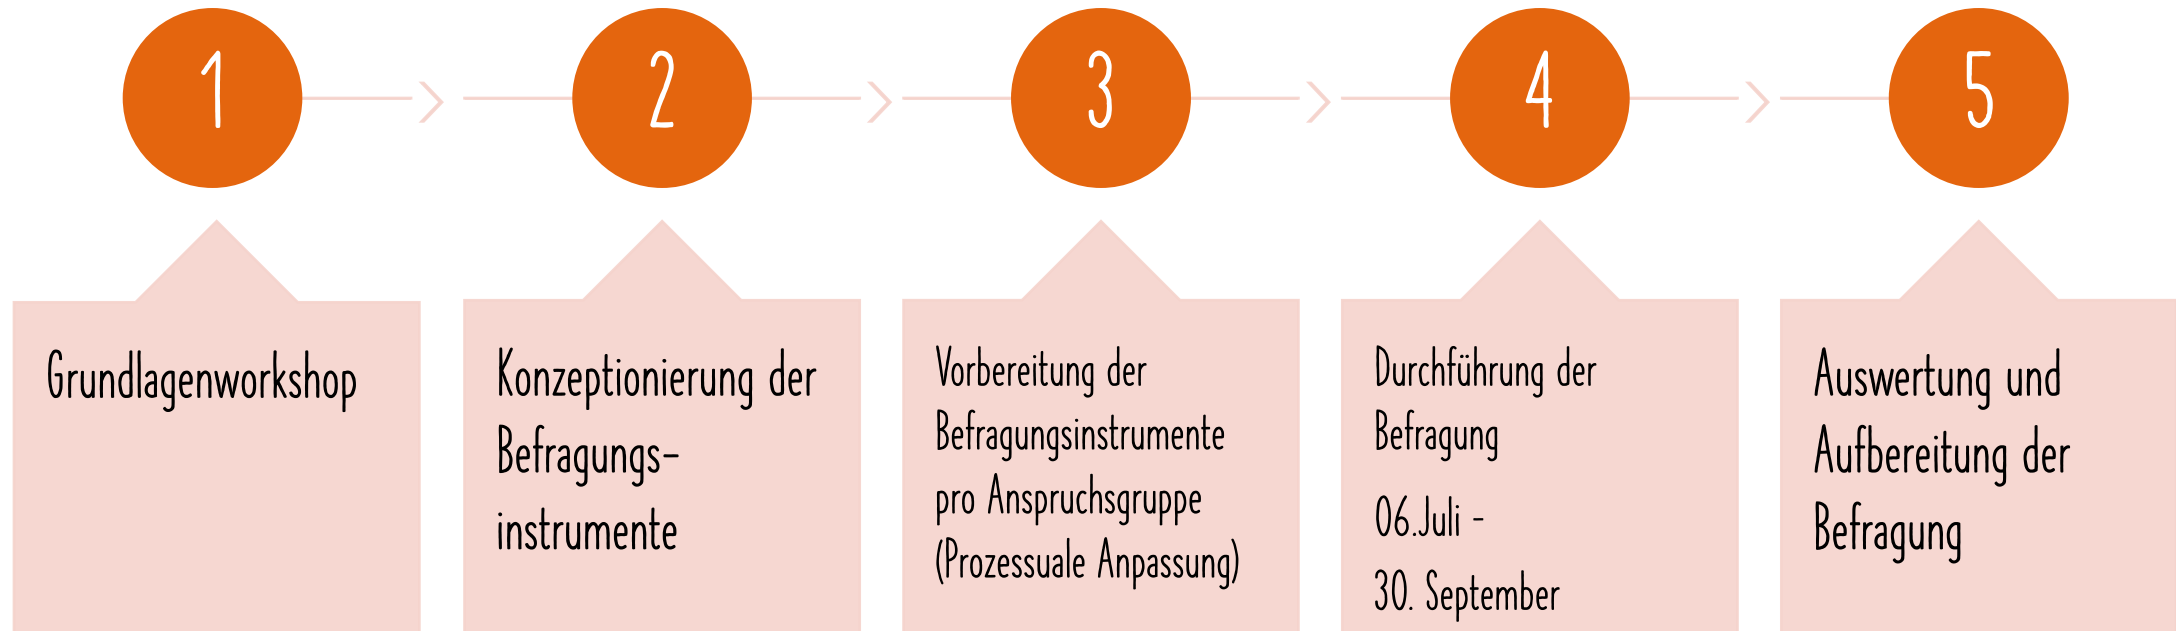 1
2
3
4
5
Grundlagenworkshop
Konzeptionierung der
Befragungs-
instrumente
Vorbereitung der
Befragungsinstrumente
pro Anspruchsgruppe
(Prozessuale Anpassung)
Durchführung der
Befragung
06.Juli -
30. September
Auswertung und
Aufbereitung der
Befragung